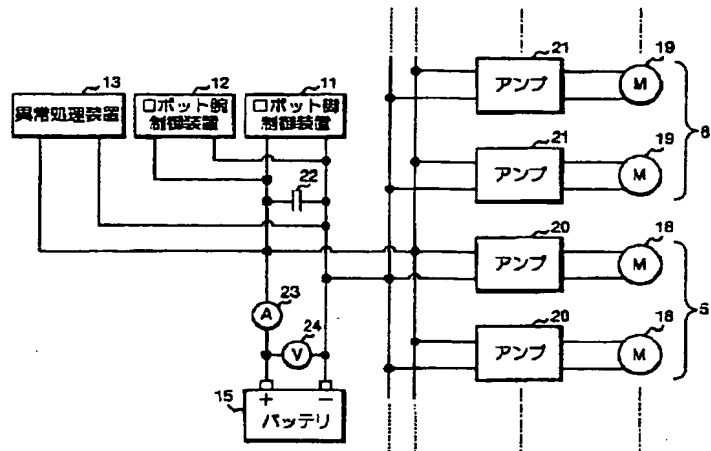 13
12
11
異常処理装置
ロボット腕
制御装置
ロボット脚
制御装置
22
23
A
24
V
15
+
−
バッテリ
21
アンプ
19
M
21
アンプ
19
M
6
20
アンプ
18
M
20
アンプ
18
M
5